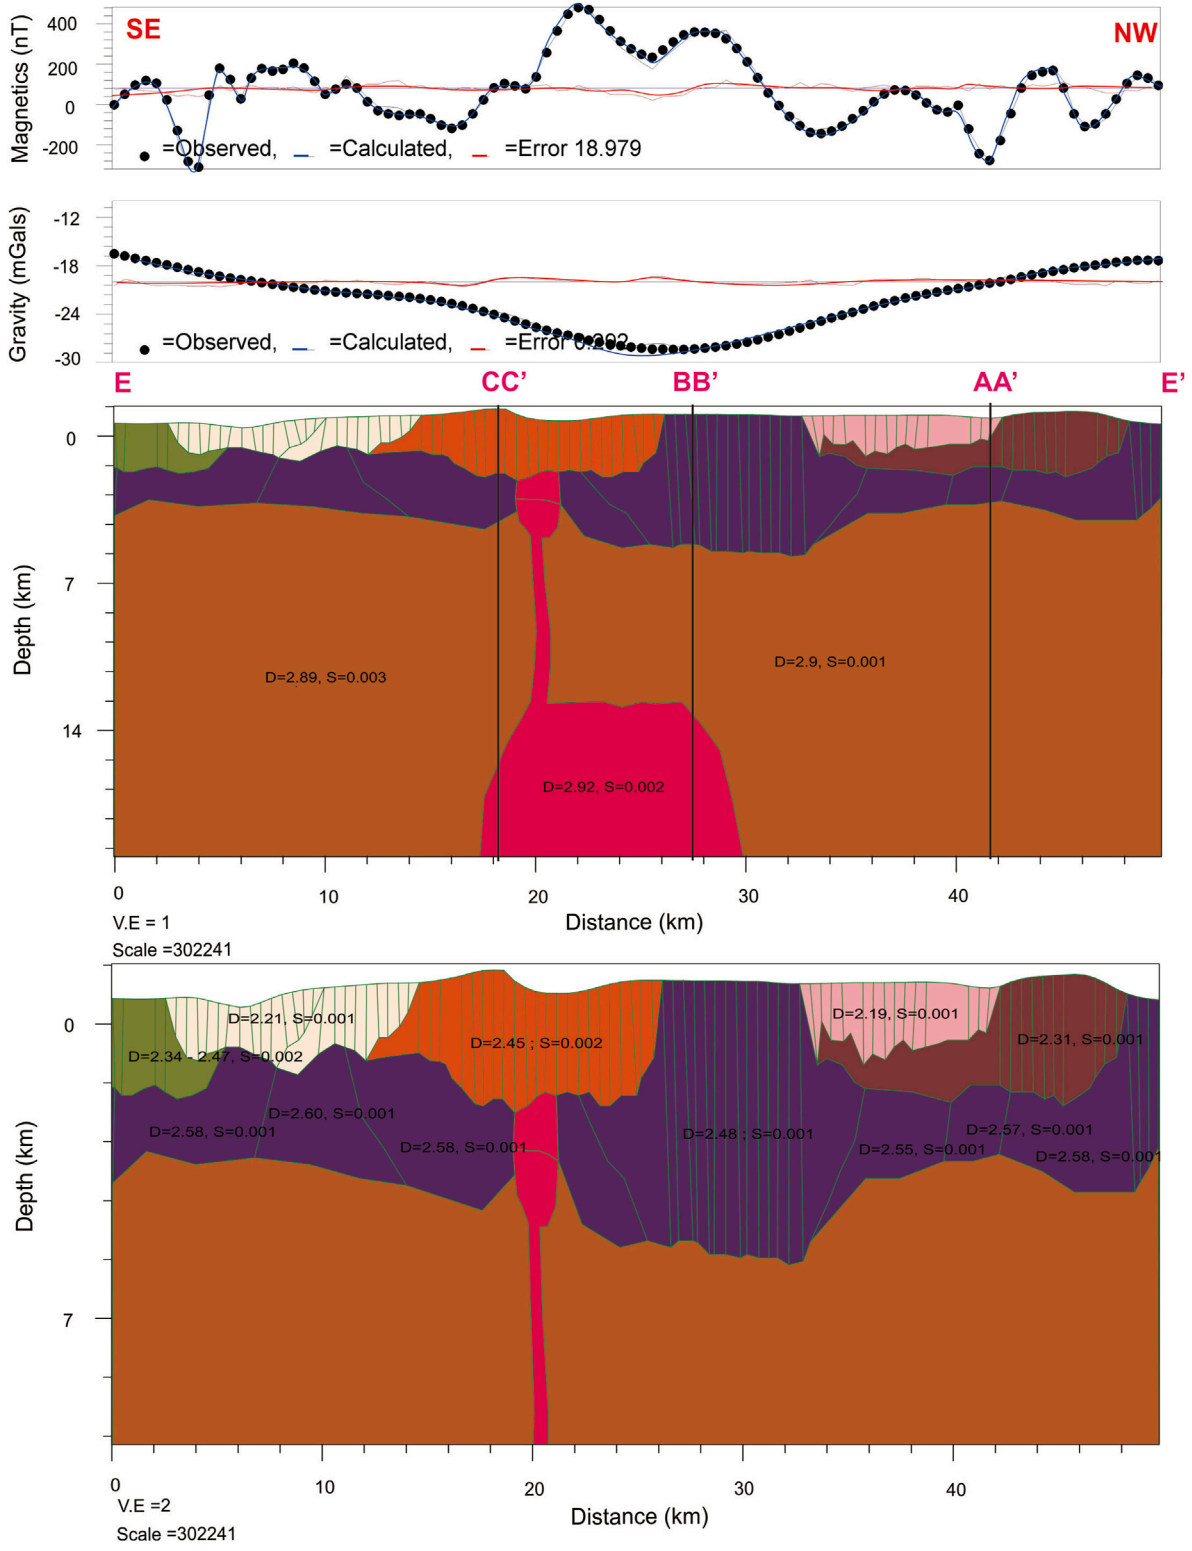 SE
NW
Magnetics (nT)
400
200
0
-200
=Observed, =Calculated, =Error 18.979
Gravity (mGals)
-12
-18
-24
-30
=Observed, =Calculated, =Error
E CC' BB' AA' E'
Depth (km)
0
7
14
D=2.89, S=0.003
D=2.9, S=0.001
D=2.92, S=0.002
0 10 20 30 40
V.E = 1
Distance (km)
Scale =302241
Depth (km)
0
7
D=2.21, S=0.001
D=2.19, S=0.001
D=2.34 - 2.47, S=0.002
D=2.45 ; S=0.002
D=2.31, S=0.001
D=2.60, S=0.001
D=2.58, S=0.001
D=2.58, S=0.001
D=2.48 ; S=0.001
D=2.55, S=0.001
D=2.57, S=0.001
D=2.58, S=0.001
0 10 20 30 40
V.E =2
Distance (km)
Scale =302241